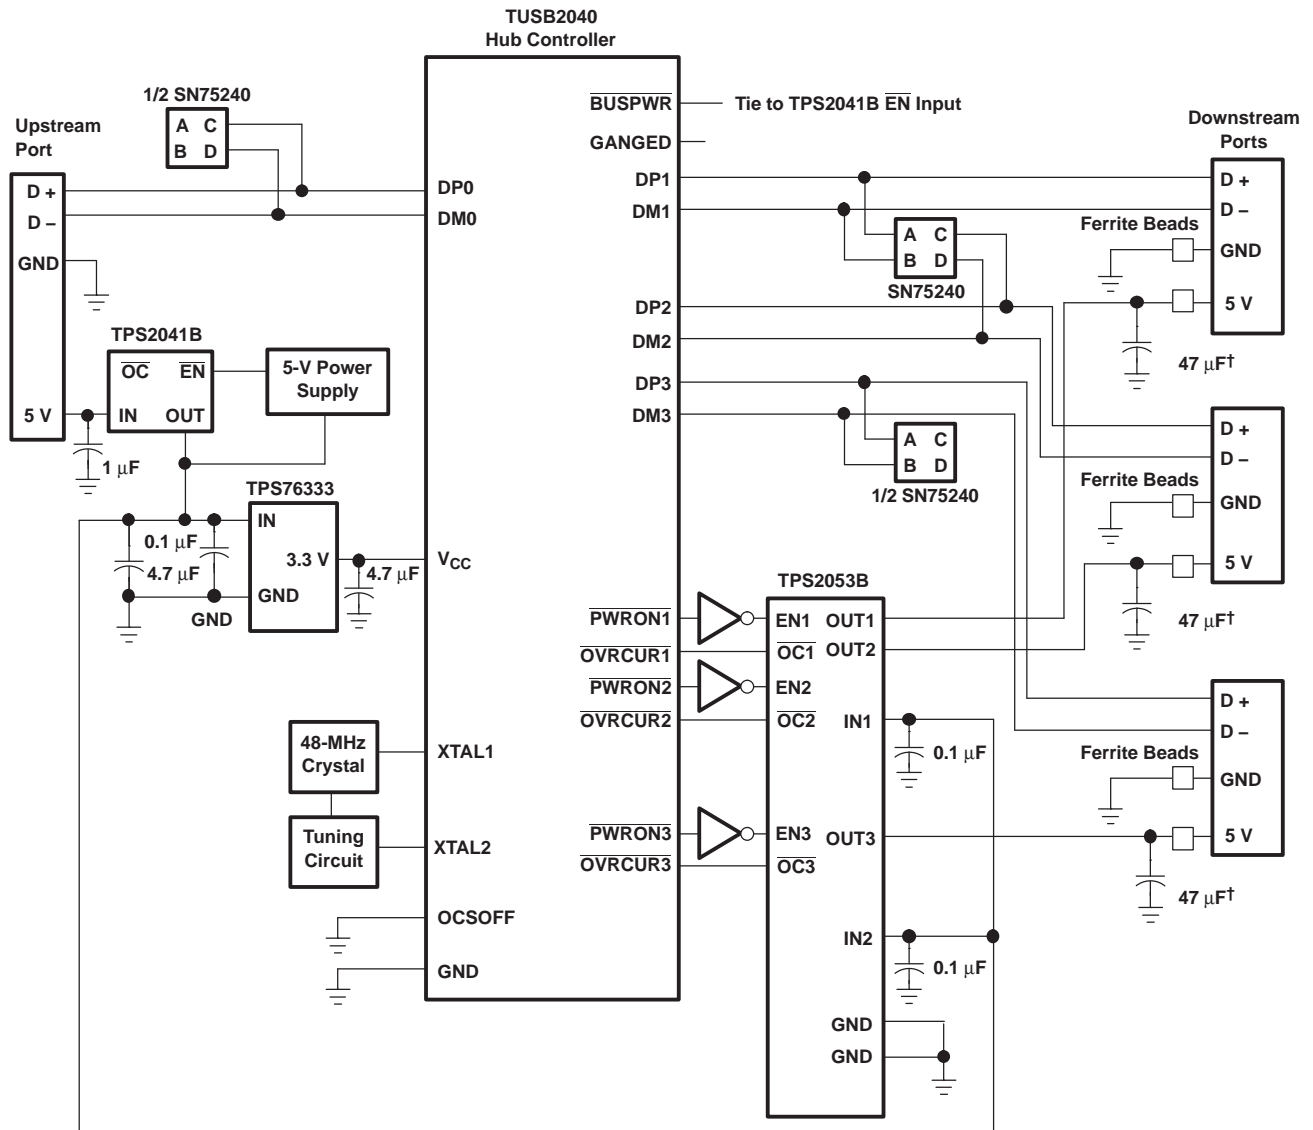 TUSB2040
Hub Controller
1/2 SN75240
A C
B D
Upstream
Port
D +
D –
GND
5 V
DP0
DM0
BUSPWR
Tie to TPS2041B EN Input
GANGED
DP1
DM1
Downstream
Ports
D +
D –
Ferrite Beads
GND
5 V
47 µF†
A C
B D
SN75240
DP2
DM2
DP3
DM3
A C
B D
1/2 SN75240
TPS2041B
OC EN
IN OUT
5-V Power
Supply
1 µF
TPS76333
IN
3.3 V
GND
0.1 µF
4.7 µF
GND
4.7 µF
VCC
D +
D –
Ferrite Beads
GND
5 V
47 µF†
TPS2053B
PWRON1
EN1
OUT1
OVRCUR1
OC1
OUT2
PWRON2
EN2
OVRCUR2
OC2
IN1
0.1 µF
48-MHz
Crystal
XTAL1
Tuning
Circuit
XTAL2
PWRON3
EN3
OUT3
OVRCUR3
OC3
D +
D –
Ferrite Beads
GND
5 V
47 µF†
OCSOFF
GND
IN2
0.1 µF
GND
GND